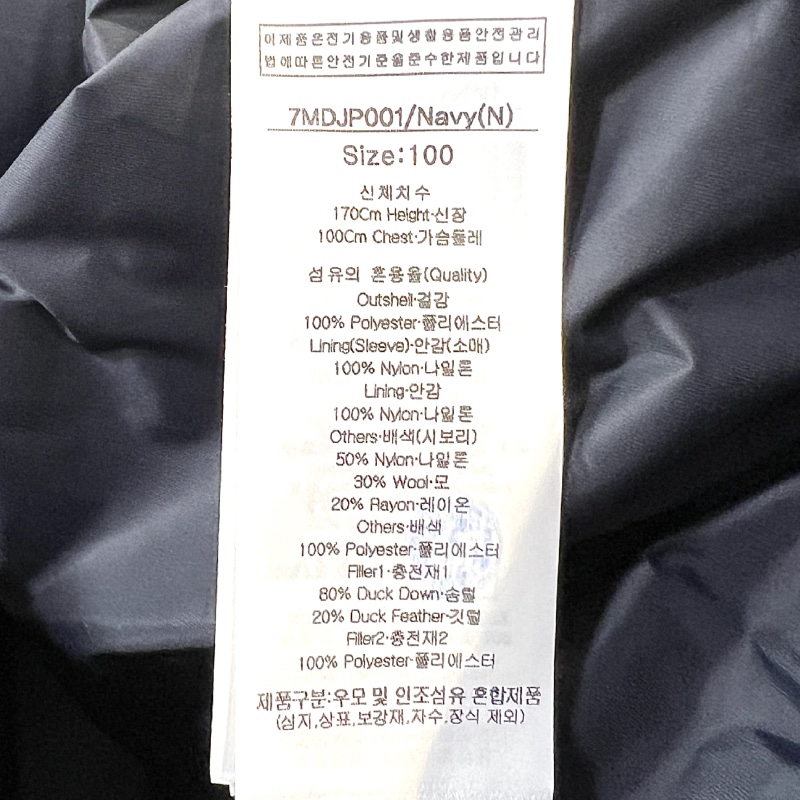 이제품은전기용품및생활용품안전관리
법에따른안전기준을준수한제품입니다
7MDJP001/Navy(N)
Size:100
신체치수
170Cm Height·신장
100Cm Chest·가슴둘레
섬유의 혼용율(Quality)
Outshell·겉감
100% Polyester·폴리에스터
Lining(Sleeve)·안감(소매)
100% Nylon·나일론
Lining·안감
100% Nylon·나일론
Others·배색(시보리)
50% Nylon·나일론
30% Wool·모
20% Rayon·레이온
Others·배색
100% Polyester·폴리에스터
Filler1·충전재1
80% Duck Down·솜털
20% Duck Feather·깃털
Filler2·충전재2
100% Polyester·폴리에스터
제품구분:우모 및 인조섬유 혼합제품
(심지,상표,보강재,자수,장식 제외)